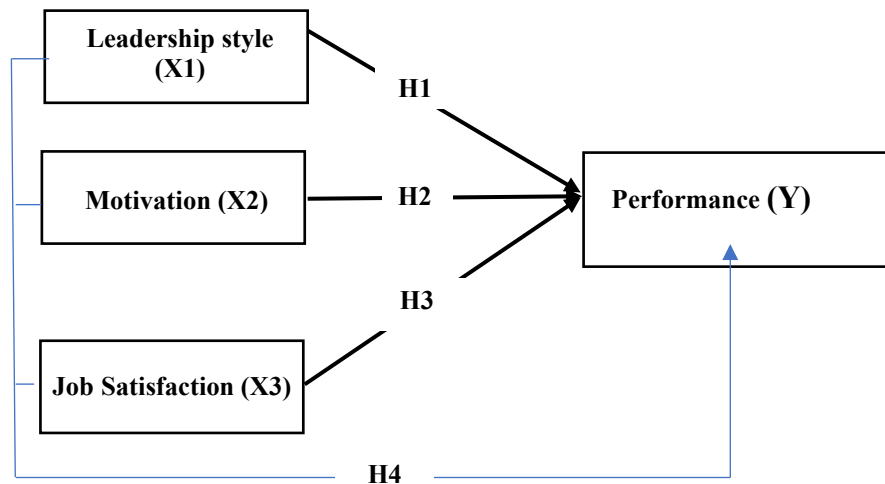 Leadership style
(X1)
H1
Motivation (X2)
H2
Performance (Y)
H3
Job Satisfaction (X3)
H4